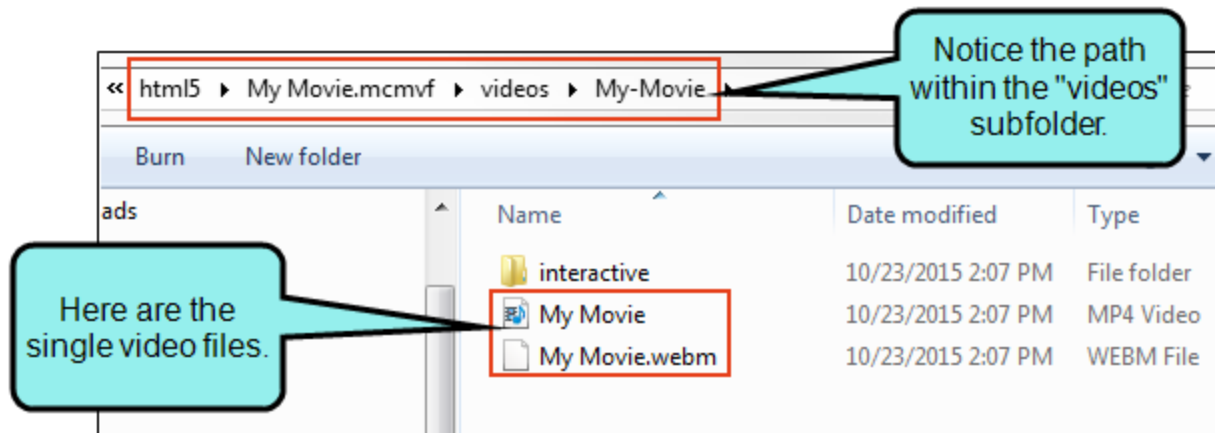 Notice the path
within the "videos"
subfolder.
« html5 ▸ My Movie.mcmvf ▸ videos ▸ My-Movie ▸
Burn New folder
ads
Name Date modified Type
interactive 10/23/2015 2:07 PM File folder
My Movie 10/23/2015 2:07 PM MP4 Video
My Movie.webm 10/23/2015 2:07 PM WEBM File
Here are the
single video files.